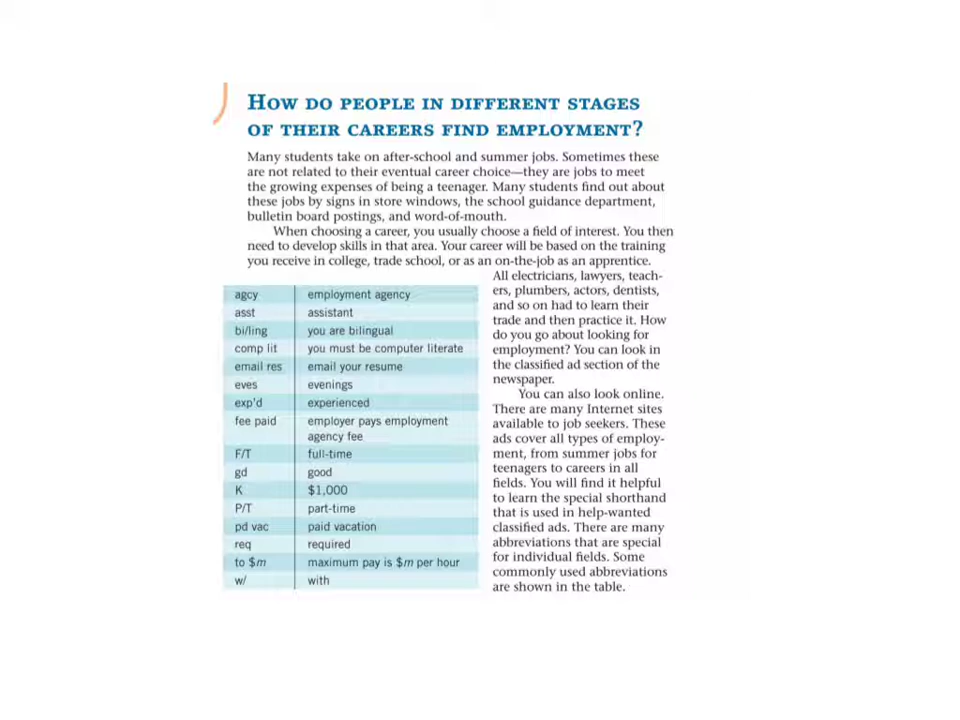 HOW DO PEOPLE IN DIFFERENT STAGES
OF THEIR CAREERS FIND EMPLOYMENT?
Many students take on after-school and summer jobs. Sometimes these
are not related to their eventual career choice—they are jobs to meet
the growing expenses of being a teenager. Many students find out about
these jobs by signs in store windows, the school guidance department,
bulletin board postings, and word-of-mouth.
When choosing a career, you usually choose a field of interest. You then
need to develop skills in that area. Your career will be based on the training
you receive in college, trade school, or as an on-the-job as an apprentice.
All electricians, lawyers, teach-
ers, plumbers, actors, dentists,
and so on had to learn their
trade and then practice it. How
do you go about looking for
employment? You can look in
the classified ad section of the
newspaper.
You can also look online.
There are many Internet sites
available to job seekers. These
ads cover all types of employ-
ment, from summer jobs for
teenagers to careers in all
fields. You will find it helpful
to learn the special shorthand
that is used in help-wanted
classified ads. There are many
abbreviations that are special
for individual fields. Some
commonly used abbreviations
are shown in the table.
agcy employment agency
asst assistant
bi/ling you are bilingual
comp lit you must be computer literate
email res email your resume
eves evenings
exp'd experienced
fee paid employer pays employment
agency fee
F/T full-time
gd good
K $1,000
P/T part-time
pd vac paid vacation
req required
to $m maximum pay is $m per hour
w/ with